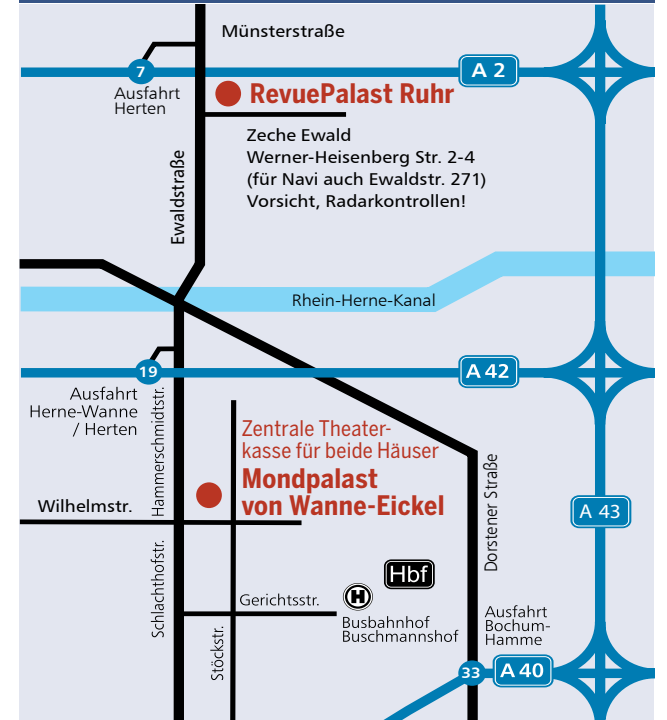 Münsterstraße
7
A 2
Ausfahrt
Herten
RevuePalast Ruhr
Zeche Ewald
Werner-Heisenberg Str. 2-4
(für Navi auch Ewaldstr. 271)
Vorsicht, Radarkontrollen!
Ewaldstraße
Rhein-Herne-Kanal
19
A 42
Ausfahrt
Herne-Wanne
/ Herten
Hammerschmidtstr.
Zentrale Theater-
kasse für beide Häuser
Mondpalast
von Wanne-Eickel
Wilhelmstr.
Dorstener Straße
A 43
Schlachthofstr.
Hbf
H
Gerichtsstr.
Busbahnhof
Buschmannshof
Stöckstr.
Ausfahrt
Bochum-
Hamme
33
A 40